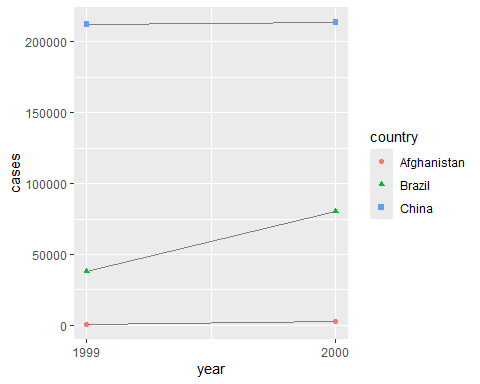 200000
150000
100000
50000
0
cases
1999
2000
year
country
Afghanistan
Brazil
China